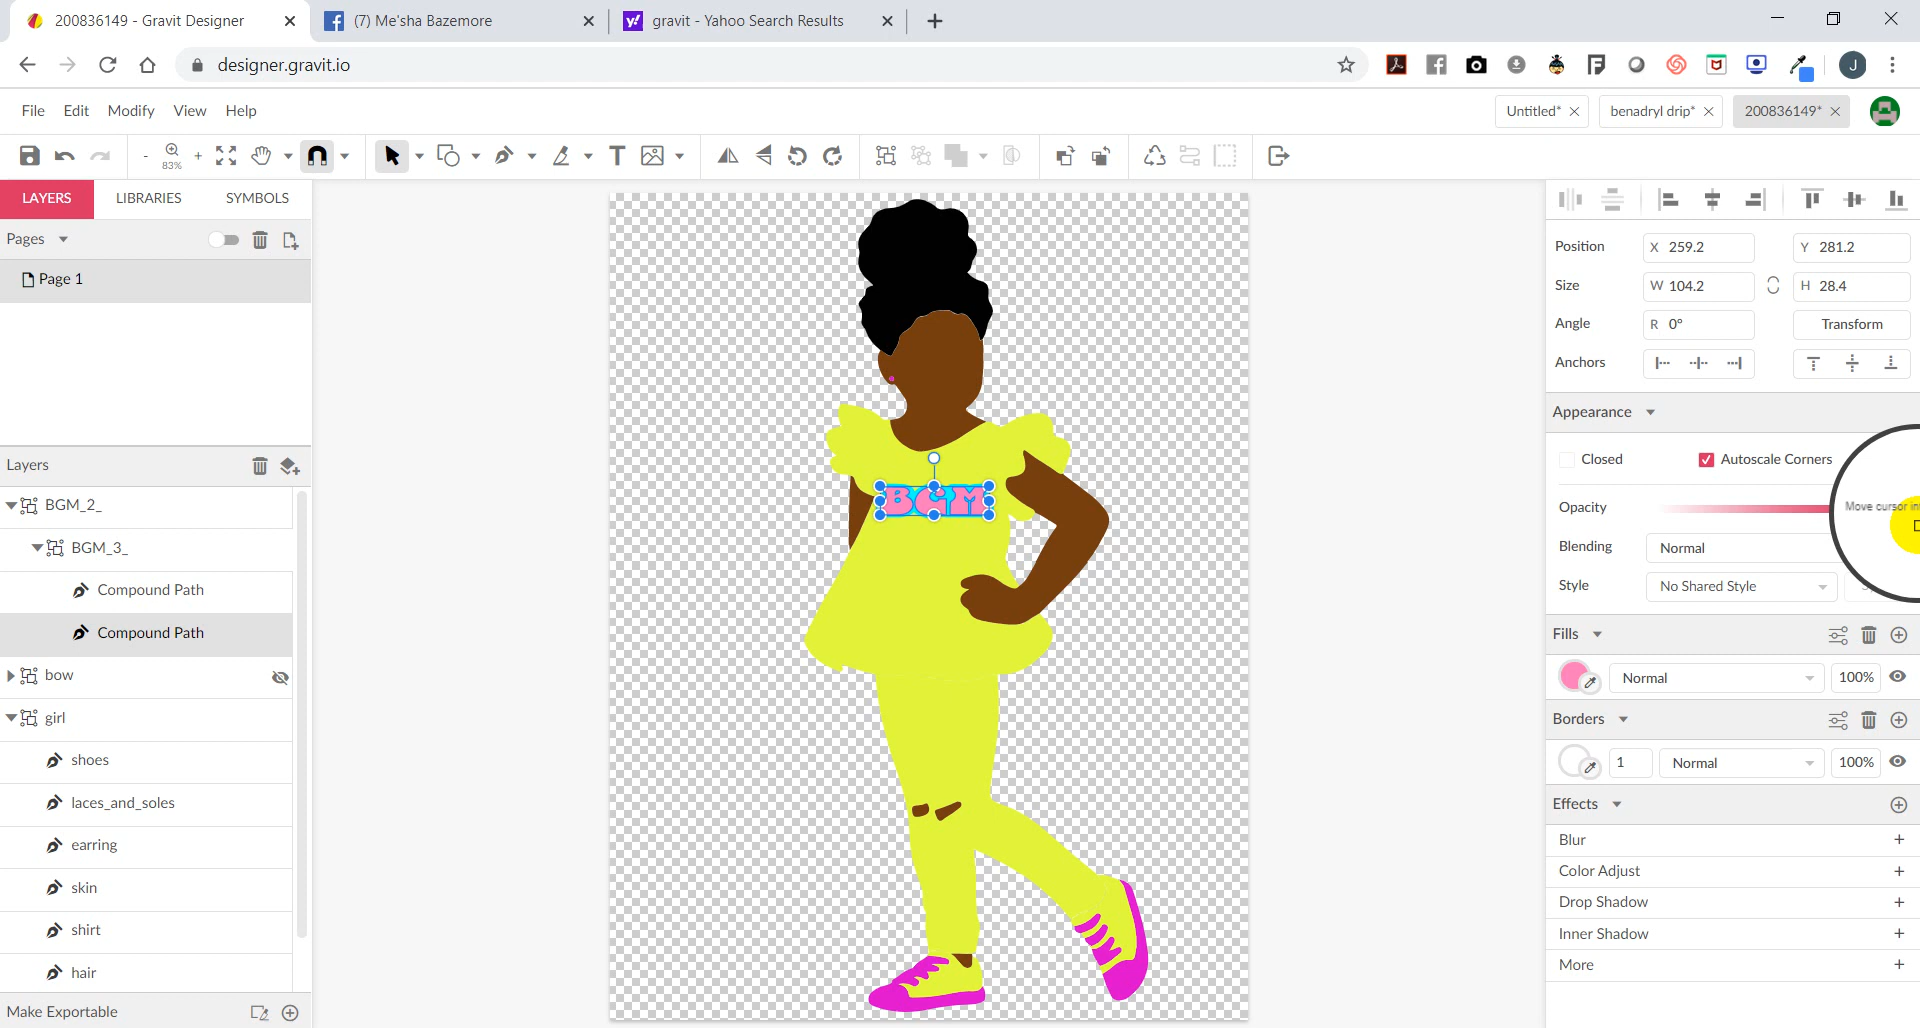 200836149 - Gravit Designer
(7) Me'sha Bazemore
gravit - Yahoo Search Results
designer.gravit.io
J
File Edit Modify View Help
Untitled* benadryl drip* 200836149*
- 83% +
LAYERS LIBRARIES SYMBOLS
Pages
Page 1
Layers
BGM_2_
BGM_3_
Compound Path
Compound Path
bow
girl
shoes
laces_and_soles
earring
skin
shirt
hair
Make Exportable
BGM
Position X 259.2 Y 281.2
Size W 104.2 H 28.4
Angle R 0° Transform
Anchors
Appearance
Closed Autoscale Corners
Opacity
Move cursor in
Blending Normal
Style No Shared Style
Fills
Normal 100%
Borders
1 Normal 100%
Effects
Blur +
Color Adjust +
Drop Shadow +
Inner Shadow +
More +